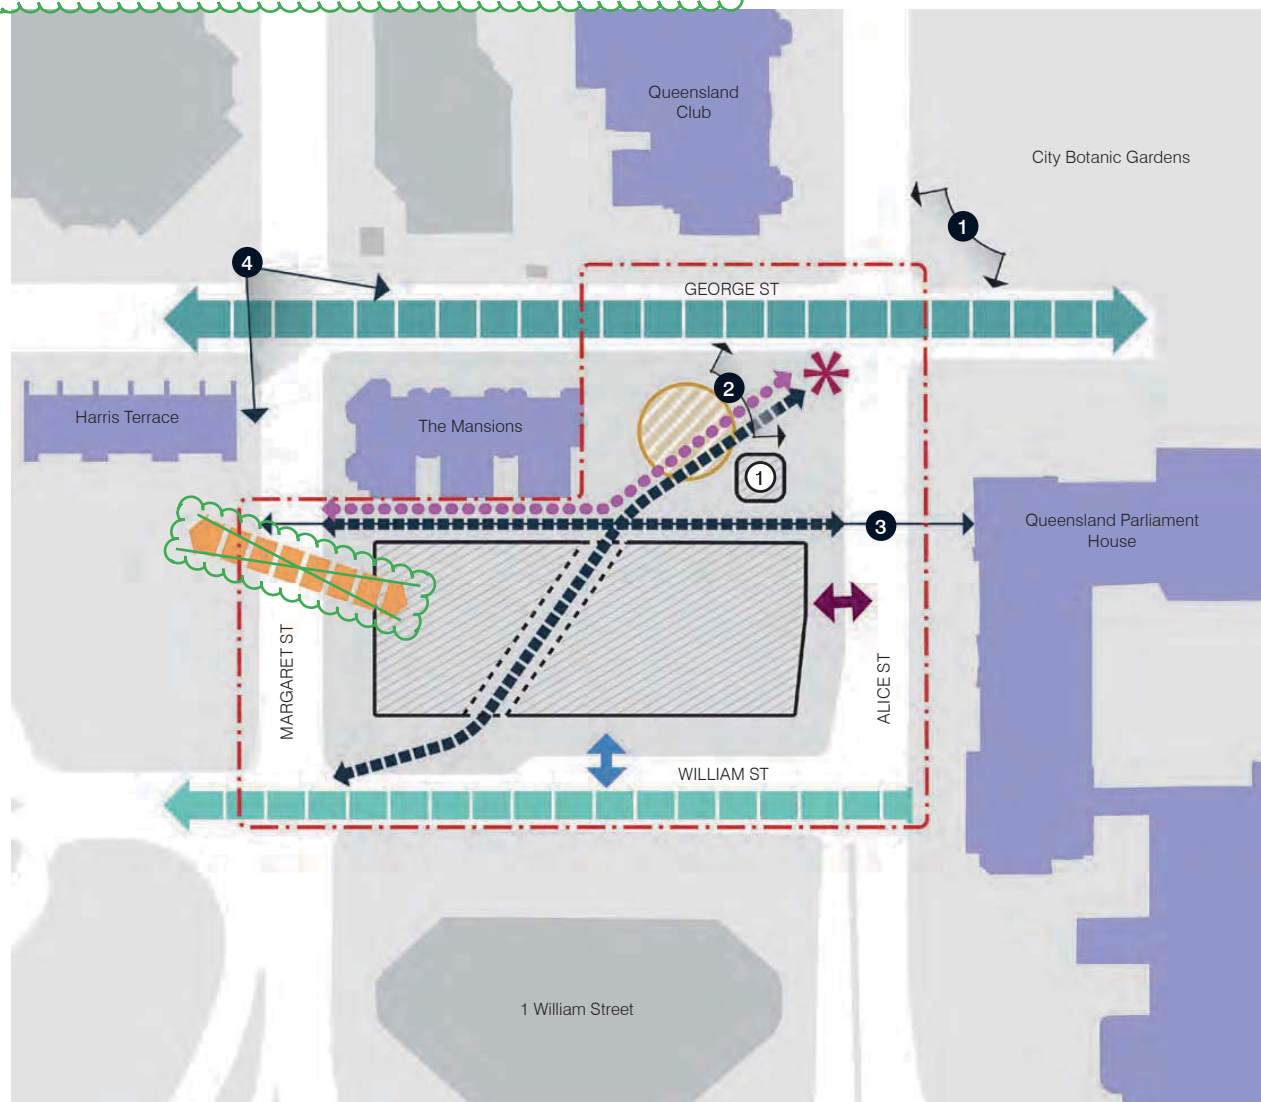 Queensland
Club
City Botanic Gardens
1
4
GEORGE ST
2
Harris Terrace
The Mansions
1
3
Queensland Parliament
House
MARGARET ST
ALICE ST
WILLIAM ST
1 William Street